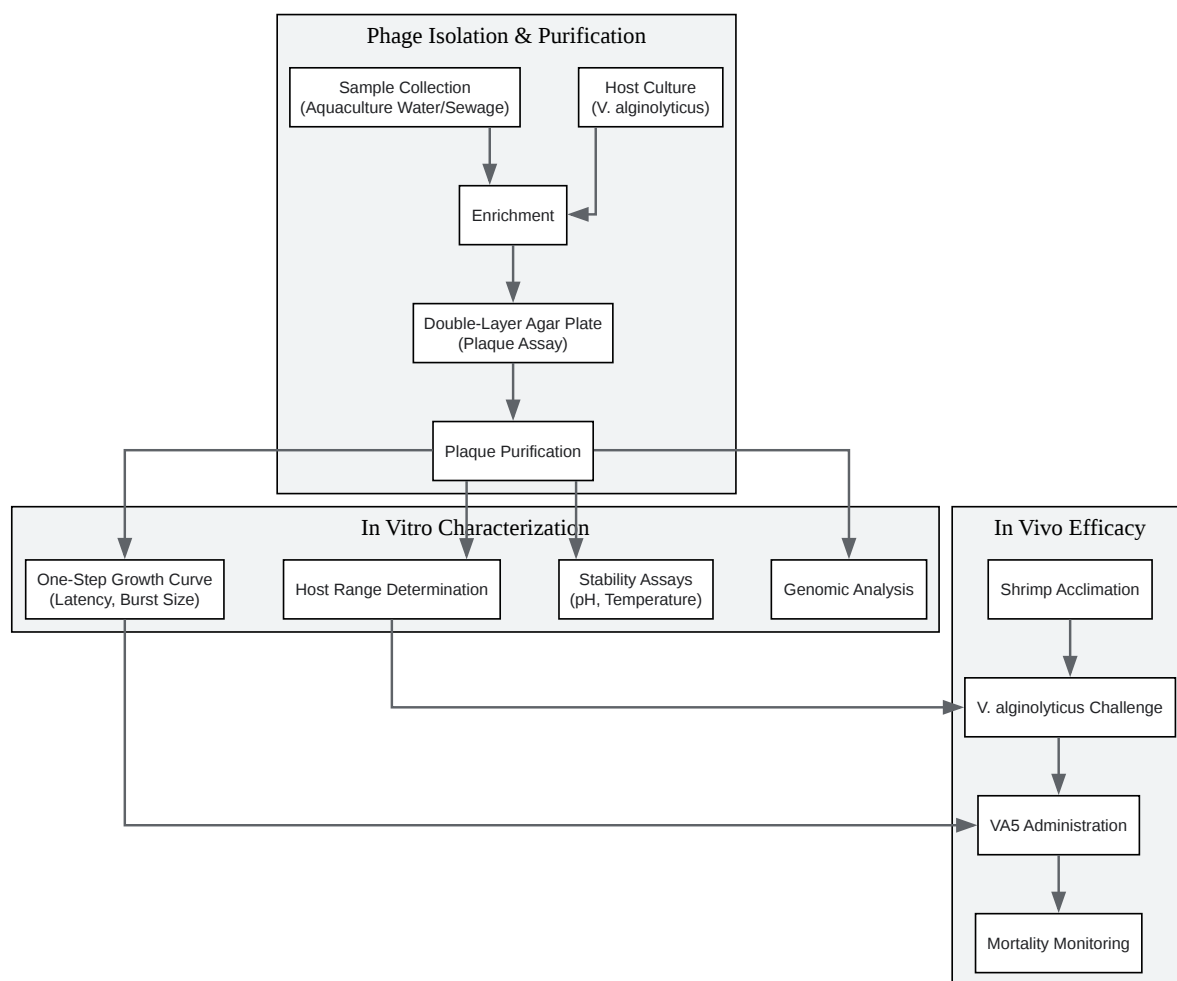 Phage Isolation & Purification
Sample Collection
(Aquaculture Water/Sewage)
Host Culture
(V. alginolyticus)
Enrichment
Double-Layer Agar Plate
(Plaque Assay)
Plaque Purification
In Vitro Characterization
One-Step Growth Curve
(Latency, Burst Size)
Host Range Determination
Stability Assays
(pH, Temperature)
Genomic Analysis
In Vivo Efficacy
Shrimp Acclimation
V. alginolyticus Challenge
VA5 Administration
Mortality Monitoring